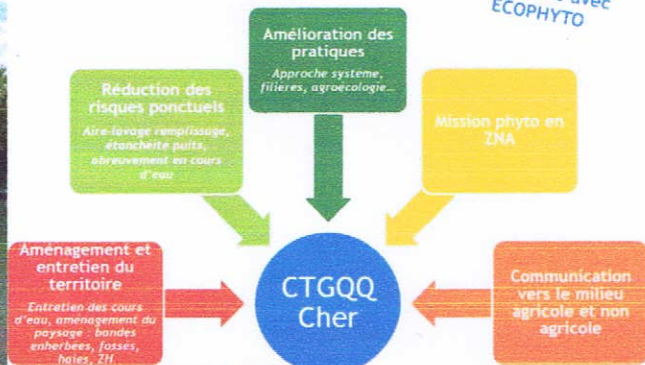 avec
ECOPHYTO
Amélioration des
pratiques
Approche système,
filières, agroécologie…
Réduction des
risques ponctuels
Aire lavage remplissage,
étanchéité puits,
abreuvement en cours
d'eau
Mission phyto en
ZNA
Aménagement et
entretien du
territoire
Entretien des cours
d'eau, aménagement du
paysage : bandes
enherbées, fosses,
haies, ZH
CTGQQ
Cher
Communication
vers le milieu
agricole et non
agricole